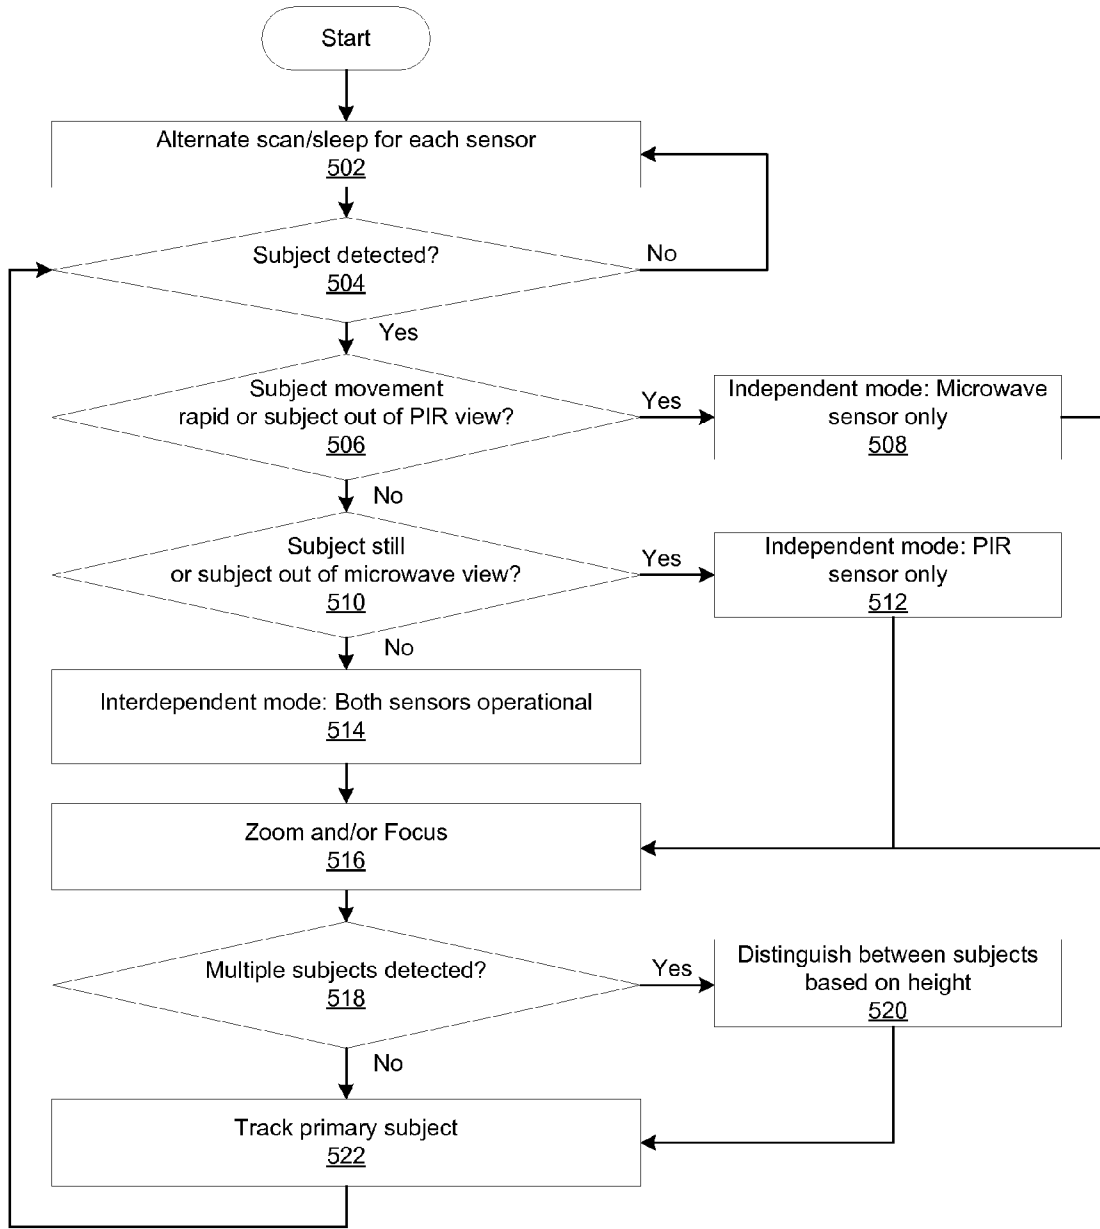 Start
Alternate scan/sleep for each sensor
502
Subject detected?
504
No
Yes
Subject movement
rapid or subject out of PIR view?
506
Yes
Independent mode: Microwave
sensor only
508
No
Subject still
or subject out of microwave view?
510
Yes
Independent mode: PIR
sensor only
512
No
Interdependent mode: Both sensors operational
514
Zoom and/or Focus
516
Multiple subjects detected?
518
Yes
Distinguish between subjects
based on height
520
No
Track primary subject
522